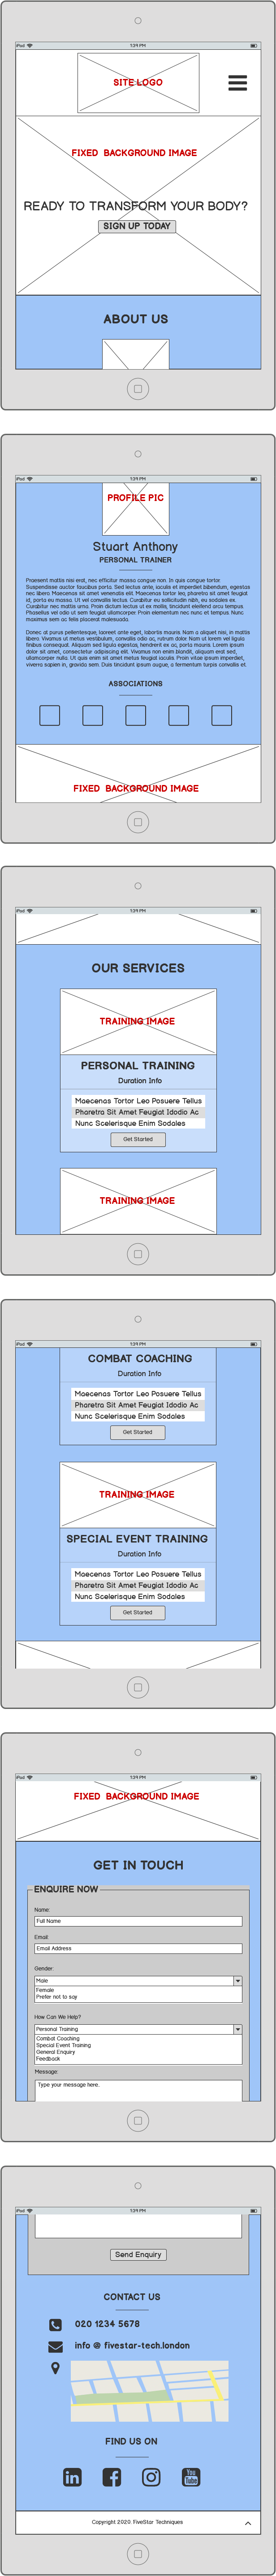 iPad 1:39 PM
SITE LOGO
FIXED BACKGROUND IMAGE
READY TO TRANSFORM YOUR BODY?
SIGN UP TODAY
ABOUT US
iPad 1:39 PM
PROFILE PIC
Stuart Anthony
PERSONAL TRAINER
Praesent mattis nisi erat, nec efficitur massa congue non. In quis congue tortor.
Suspendisse auctor faucibus porta. Sed lectus ante, iaculis et imperdiet bibendum, egestas
nec libero. Maecenas sit amet venenatis elit. Maecenas tortor leo, pharetra sit amet feugiat
id, porta eu massa. Ut vel convallis lectus. Curabitur eu sollicitudin nibh, eu sodales ex.
Curabitur nec mattis urna. Proin dictum lectus ut ex mollis, tincidunt eleifend arcu tempus.
Phasellus vel odio ut sem feugiat ullamcorper. Proin elementum nec nunc et tempus. Nunc
maximus sem ac felis placerat malesuada.
Donec at purus pellentesque, laoreet ante eget, lobortis mauris. Nam a aliquet nisi, in mattis
libero. Vivamus ut metus vestibulum, convallis odio ac, rutrum dolor. Nam ut lorem vel ligula
finibus consequat. Aliquam sed ligula egestas, hendrerit ex ac, porta mauris. Lorem ipsum
dolor sit amet, consectetur adipiscing elit. Vivamus non enim blandit, aliquam erat sed,
ullamcorper nulla. Ut quis enim sit amet metus feugiat iaculis. Proin vitae ipsum imperdiet,
viverra sapien in, gravida sem. Duis tincidunt ipsum augue, a fermentum turpis convallis et.
ASSOCIATIONS
FIXED BACKGROUND IMAGE
iPad 1:39 PM
OUR SERVICES
TRAINING IMAGE
PERSONAL TRAINING
Duration Info
Maecenas Tortor Leo Posuere Tellus
Pharetra Sit Amet Feugiat Idodio Ac
Nunc Scelerisque Enim Sodales
Get Started
TRAINING IMAGE
iPad 1:39 PM
COMBAT COACHING
Duration Info
Maecenas Tortor Leo Posuere Tellus
Pharetra Sit Amet Feugiat Idodio Ac
Nunc Scelerisque Enim Sodales
Get Started
TRAINING IMAGE
SPECIAL EVENT TRAINING
Duration Info
Maecenas Tortor Leo Posuere Tellus
Pharetra Sit Amet Feugiat Idodio Ac
Nunc Scelerisque Enim Sodales
Get Started
iPad 1:39 PM
FIXED BACKGROUND IMAGE
GET IN TOUCH
ENQUIRE NOW
Name:
Full Name
Email:
Email Address
Gender:
Male
Female
Prefer not to say
How Can We Help?
Personal Training
Combat Coaching
Special Event Training
General Enquiry
Feedback
Message:
Type your message here.
iPad 1:39 PM
Send Enquiry
CONTACT US
020 1234 5678
info @ fivestar-tech.london
FIND US ON
You
Tube
Copyright 2020. FiveStar Techniques